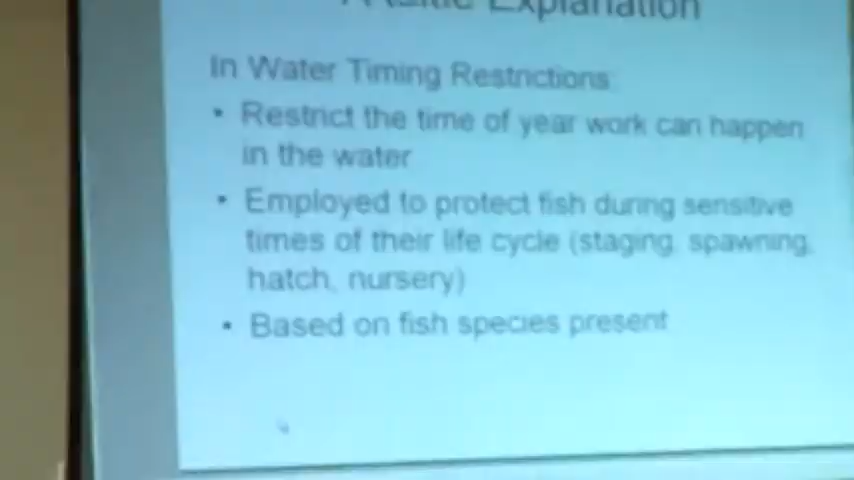 Explanation
In Water Timing Restrictions:
• Restrict the time of year work can happen
in the water
• Employed to protect fish during sensitive
times of their life cycle (staging, spawning,
hatch, nursery)
• Based on fish species present